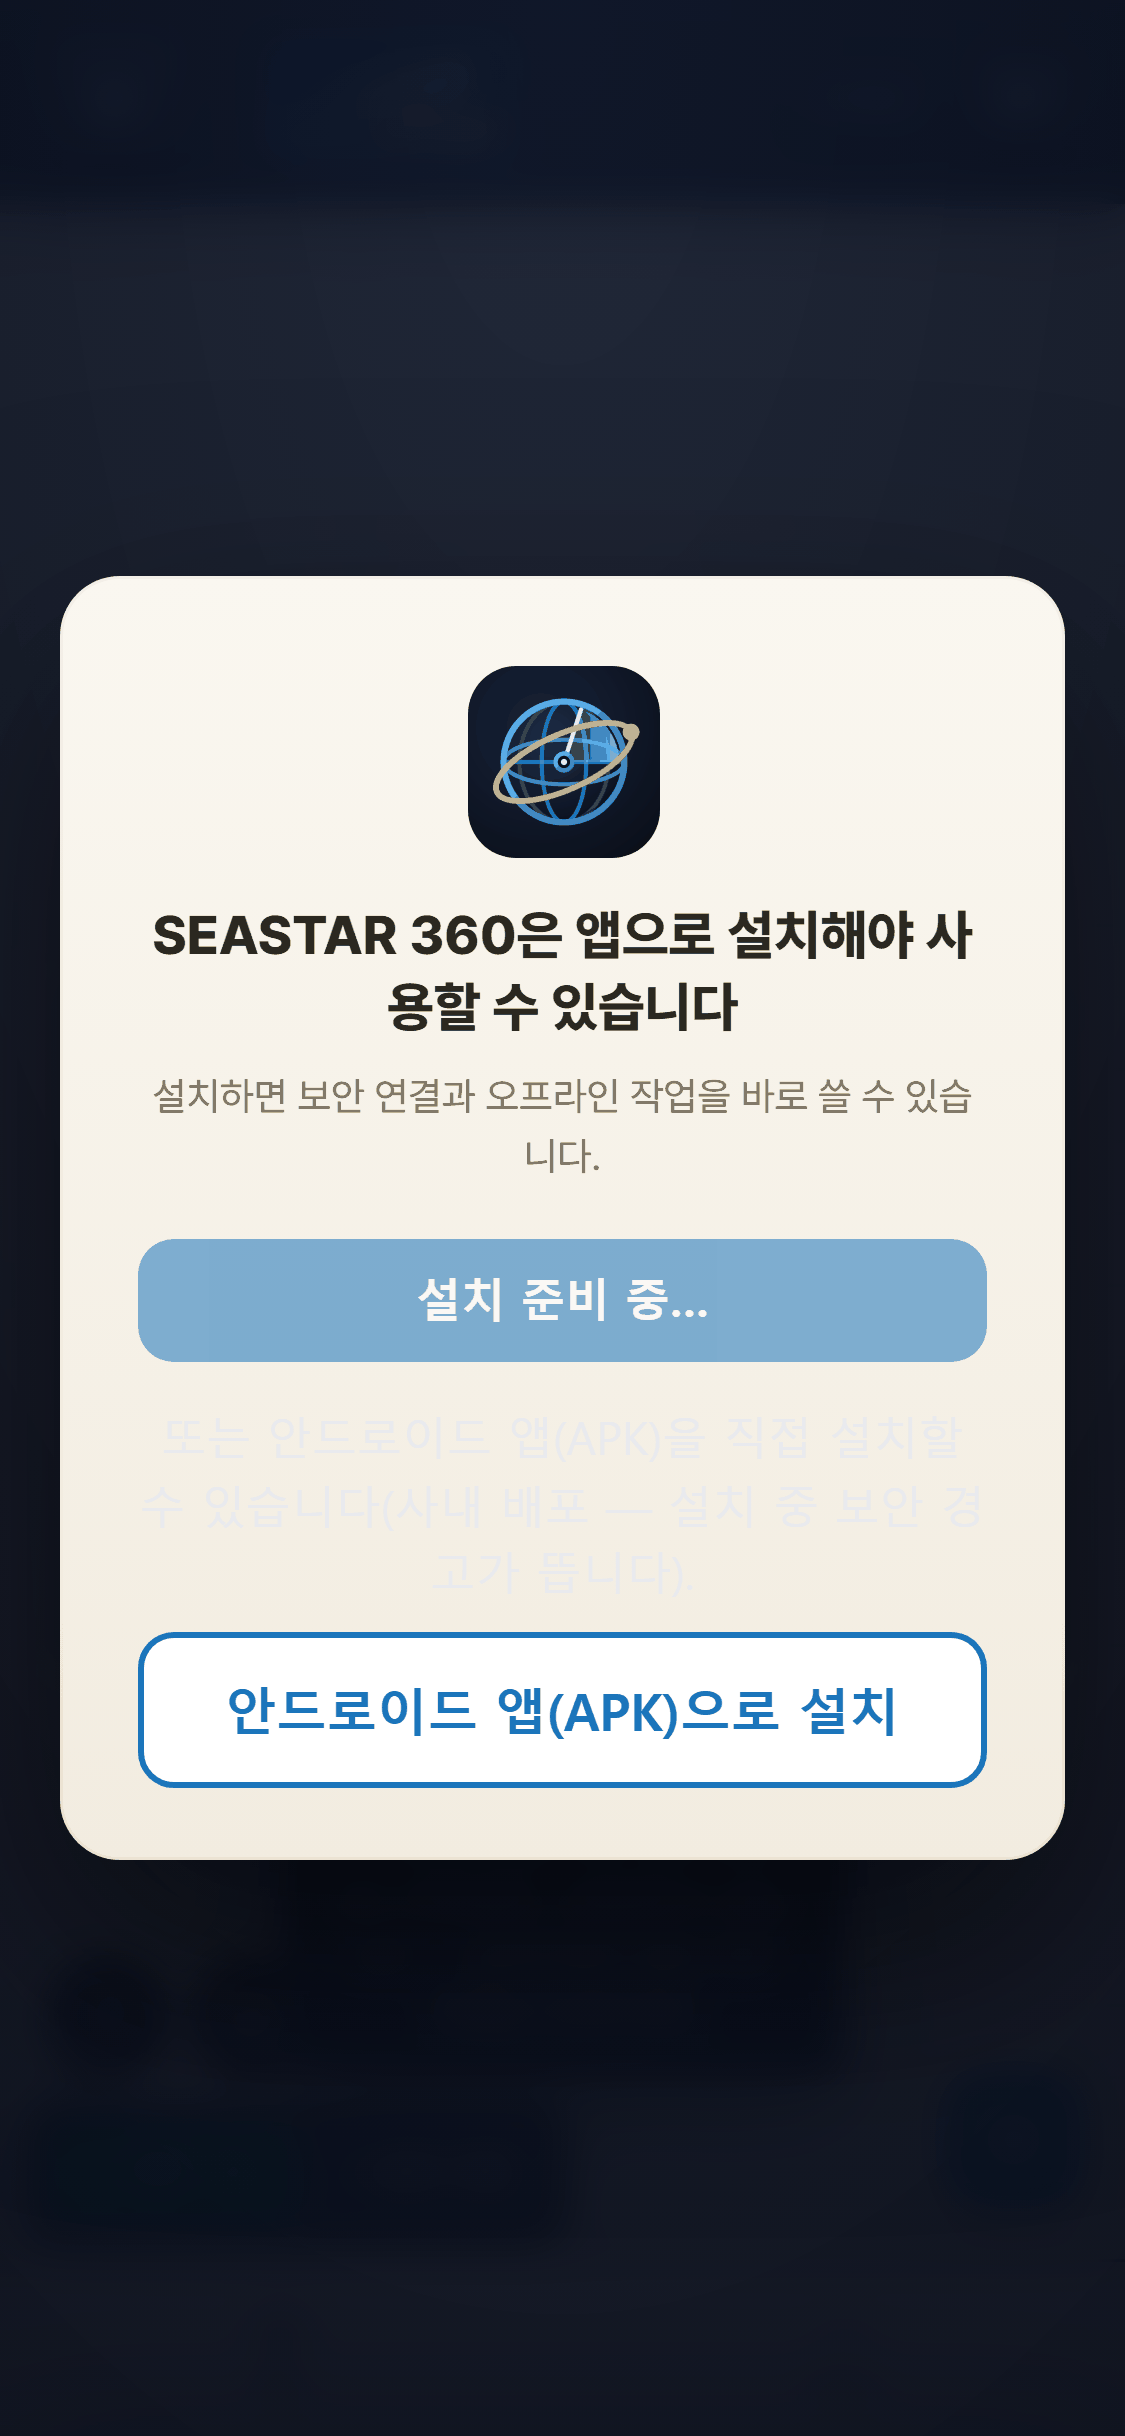 SEASTAR 360은 앱으로 설치해야 사
용할 수 있습니다
설치하면 보안 연결과 오프라인 작업을 바로 쓸 수 있습
니다.
설치 준비 중...
또는 안드로이드 앱(APK)을 직접 설치할
수 있습니다(사내 배포 — 설치 중 보안 경
고가 뜹니다).
안드로이드 앱(APK)으로 설치